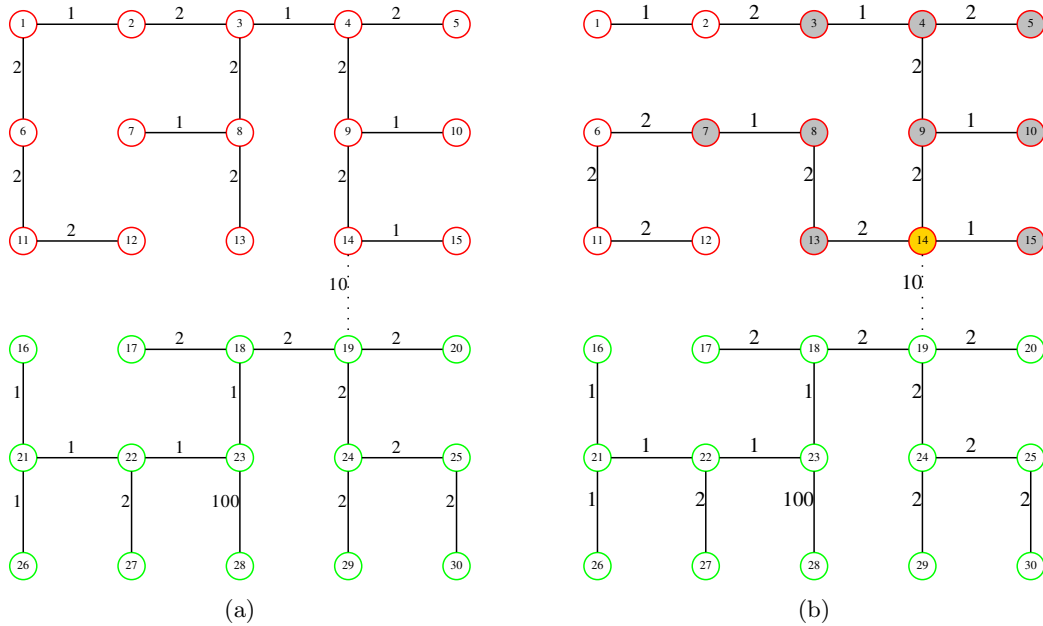 1 2 1 2 1 2 1 2
1 2 3 4 5 1 2 3 4 5
2 2 2 2
1 1 2 1 1
6 7 8 9 10 6 7 8 9 10
2 2 2 2 2 2
2 1 2 2 1
11 12 13 14 15 11 12 13 14 15
10 10
2 2 2 2 2 2
16 17 18 19 20 16 17 18 19 20
1 1 2 1 1 2
1 1 2 1 1 2
21 22 23 24 25 21 22 23 24 25
1 2 100 2 2 1 2 100 2 2
26 27 28 29 30 26 27 28 29 30
(a) (b)